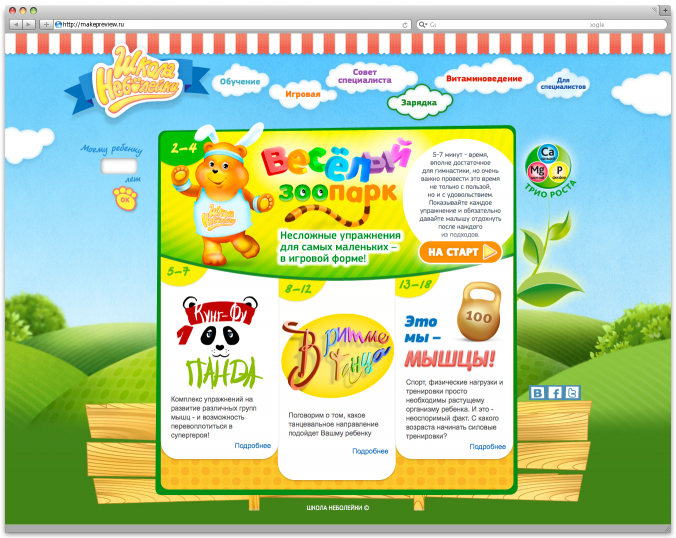 http://makepreview.ru
Школа
Неболейки
Обучение
Игровая
Совет
специалиста
Зарядка
Витаминоведение
Для
специалистов
Моему ребенку
лет
ОК
2–4
Весёлый
зоопарк
Школа
Неболейки
Несложные упражнения
для самых маленьких –
в игровой форме!
5-7 минут - время,
вполне достаточное
для гимнастики, но очень
важно провести это время
не только с пользой,
но и с удовольствием.
Показывайте каждое
упражнение и обязательно
давайте малышу отдохнуть
после каждого
из подходов.
НА СТАРТ
Ca
Mg
P
ТРИО РОСТА
5–7
Кунг-Фу
ПАНДА
Комплекс упражнений на
развитие различных групп
мышц - и возможность
перевоплотиться в
супергероя!
Подробнее
8–12
В ритме
танца
Поговорим о том, какое
танцевальное направление
подойдет Вашему ребенку
Подробнее
13–18
100
Это
мы –
МЫШЦЫ!
Спорт, физические нагрузки и
тренировки просто
необходимы растущему
организму ребенка. И это -
неоспоримый факт. С какого
возраста начинать силовые
тренировки?
Подробнее
ШКОЛА НЕБОЛЕЙКИ ©